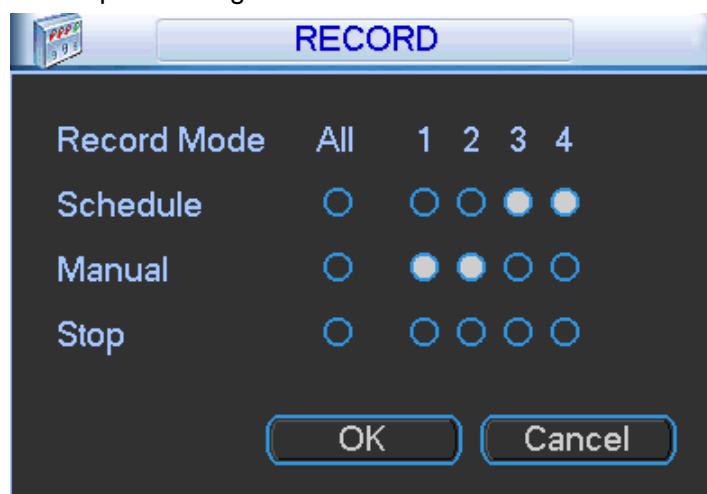 RECORD
Record Mode All 1 2 3 4
Schedule
Manual
Stop
OK Cancel